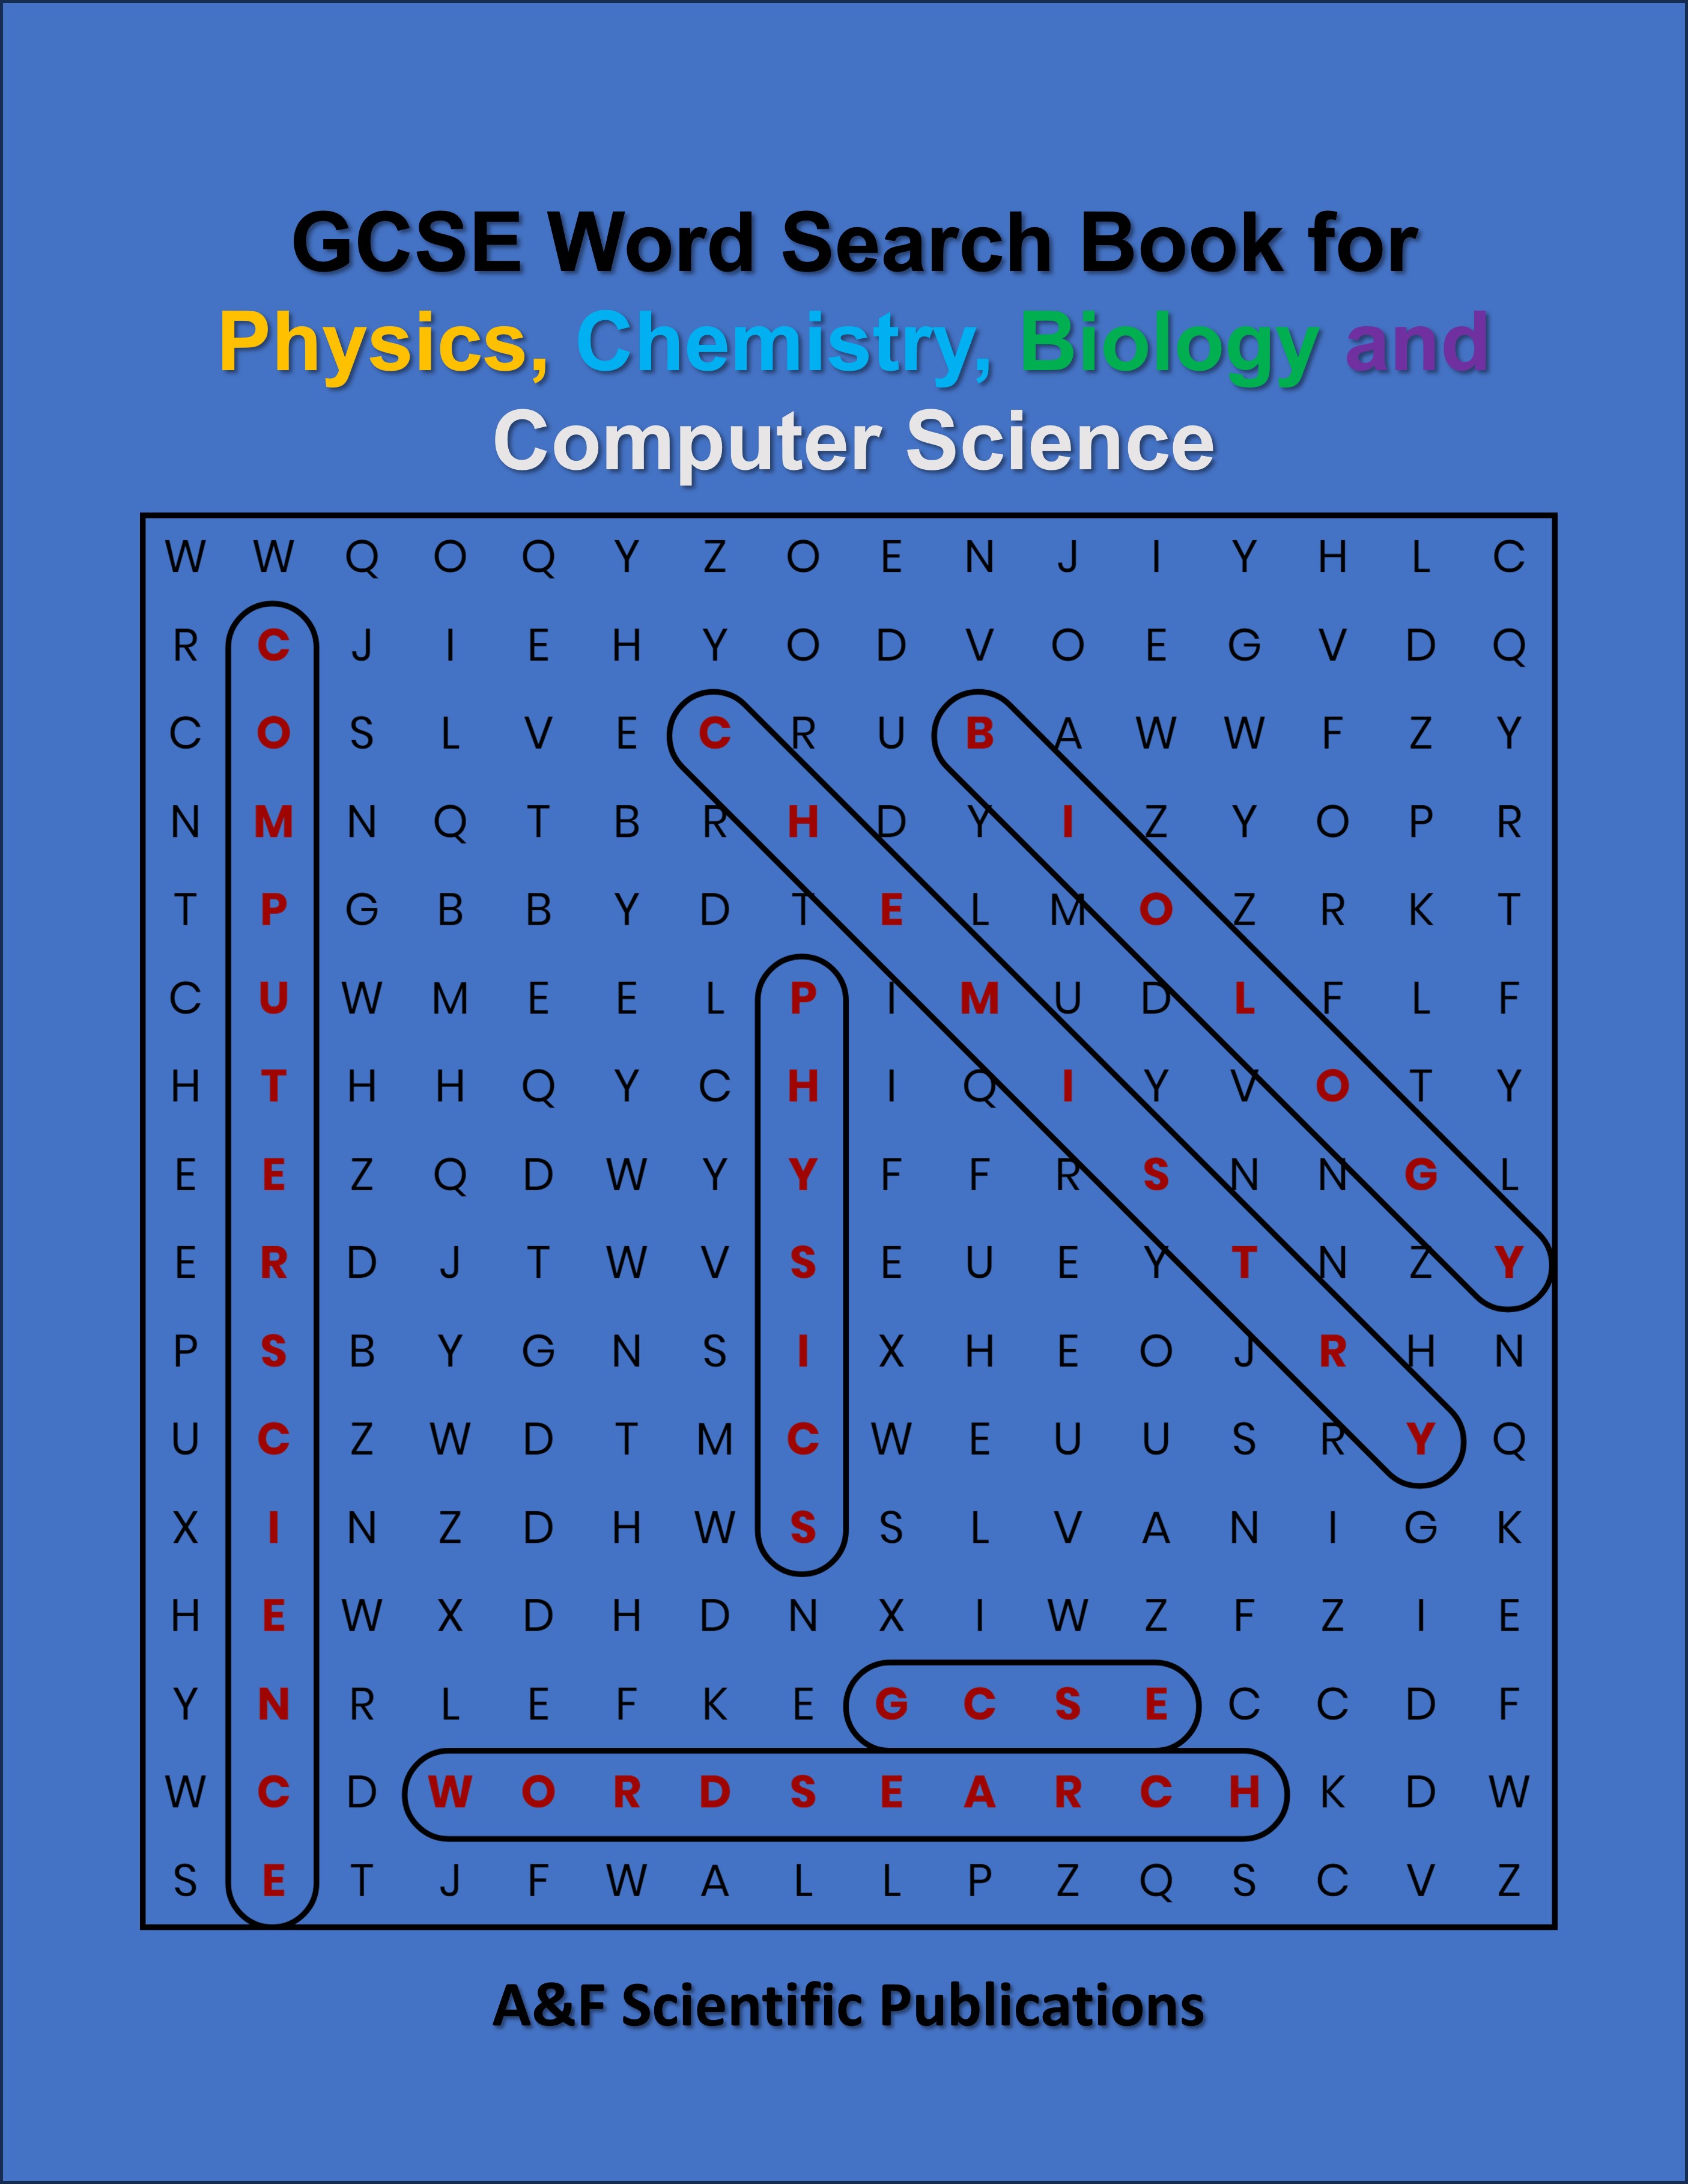 GCSE Word Search Book for
Physics, Chemistry, Biology and
Computer Science
W W Q O Q Y Z O E N J I Y H L C
R C J I E H Y O D V O E G V D Q
C O S L V E C R U B A W W F Z Y
N M N Q T B R H D Y I Z Y O P R
T P G B B Y D T E L M O Z R K T
C U W M E E L P I M U D L F L F
H T H H Q Y C H I Q I Y V O T Y
E E Z Q D W Y Y F F R S N N G L
E R D J T W V S E U E Y T N Z Y
P S B Y G N S I X H E O J R H N
U C Z W D T M C W E U U S R Y Q
X I N Z D H W S S L V A N I G K
H E W X D H D N X I W Z F Z I E
Y N R L E F K E G C S E C C D F
W C D W O R D S E A R C H K D W
S E T J F W A L L P Z Q S C V Z
A&F Scientific Publications